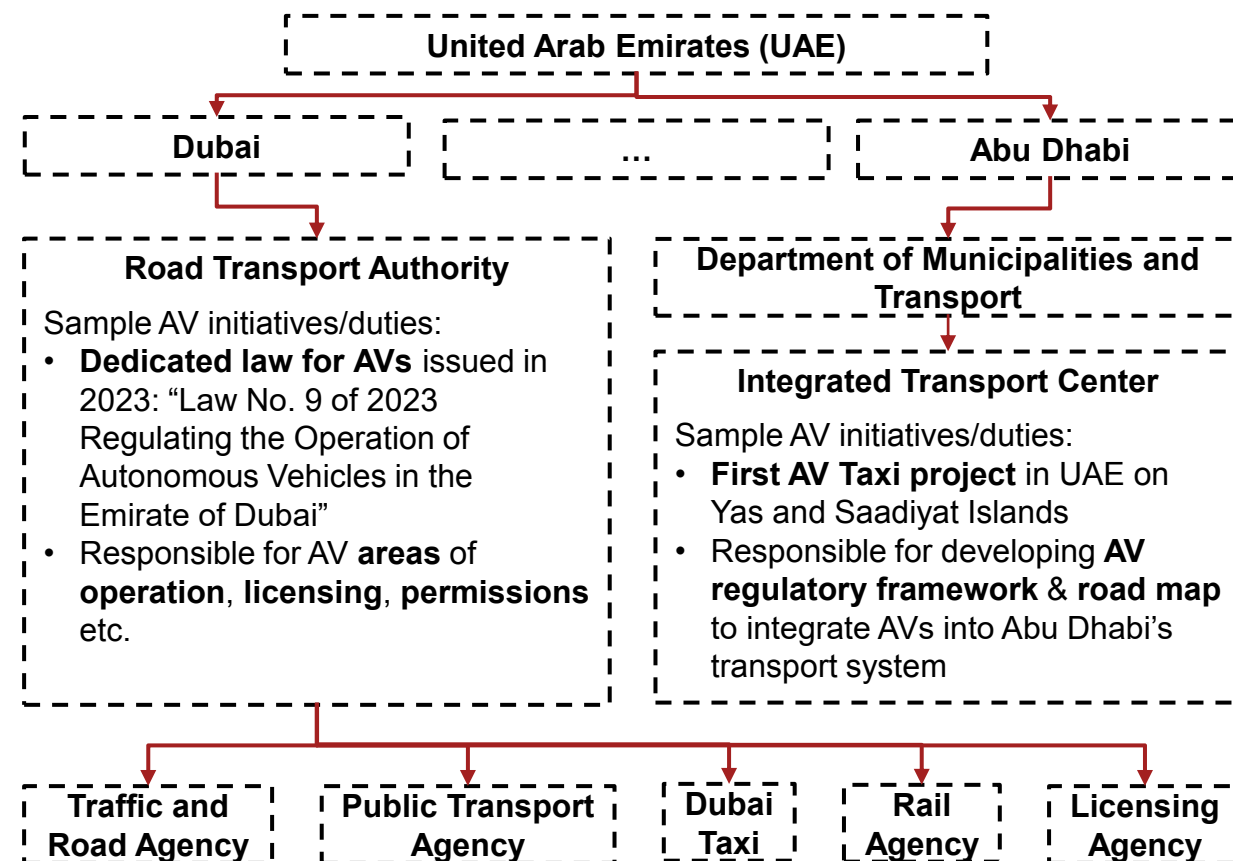 United Arab Emirates (UAE)
Dubai
...
Abu Dhabi
Road Transport Authority
Sample AV initiatives/duties:
• Dedicated law for AVs issued in
2023: “Law No. 9 of 2023
Regulating the Operation of
Autonomous Vehicles in the
Emirate of Dubai”
• Responsible for AV areas of
operation, licensing, permissions
etc.
Department of Municipalities and
Transport
Integrated Transport Center
Sample AV initiatives/duties:
• First AV Taxi project in UAE on
Yas and Saadiyat Islands
• Responsible for developing AV
regulatory framework & road map
to integrate AVs into Abu Dhabi’s
transport system
Traffic and
Road Agency
Public Transport
Agency
Dubai
Taxi
Rail
Agency
Licensing
Agency